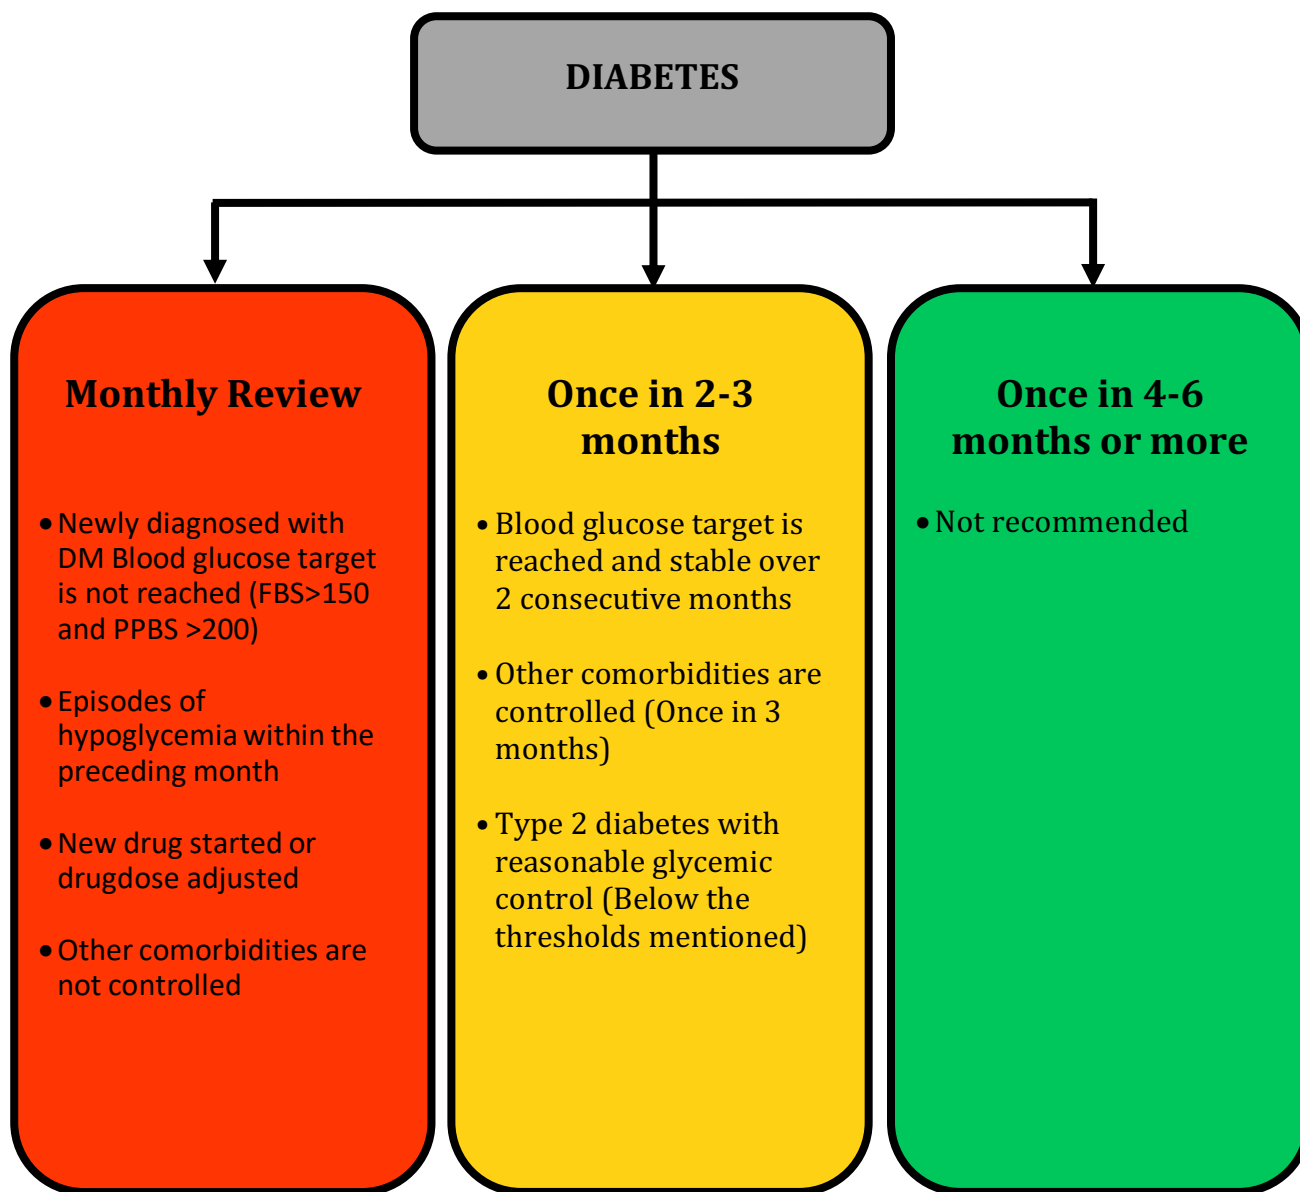 DIABETES
Monthly Review
• Newly diagnosed with
DM Blood glucose target
is not reached (FBS>150
and PPBS >200)
• Episodes of
hypoglycemia within the
preceding month
• New drug started or
drugdose adjusted
• Other comorbidities are
not controlled
Once in 2-3
months
• Blood glucose target is
reached and stable over
2 consecutive months
• Other comorbidities are
controlled (Once in 3
months)
• Type 2 diabetes with
reasonable glycemic
control (Below the
thresholds mentioned)
Once in 4-6
months or more
• Not recommended